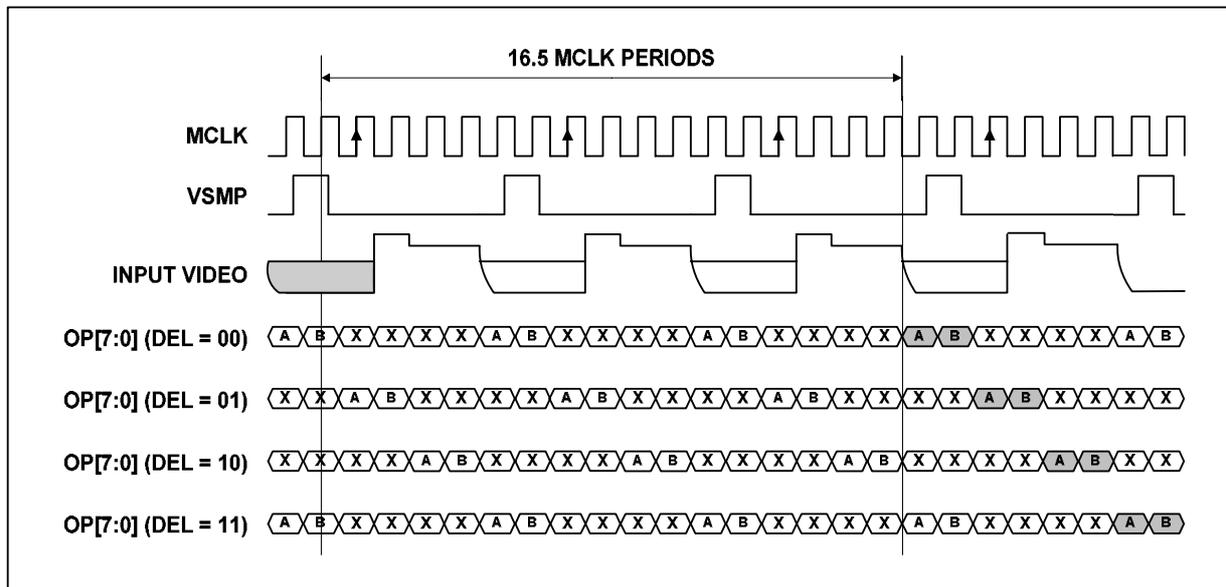 16.5 MCLK PERIODS
MCLK
VSMP
INPUT VIDEO
OP[7:0] (DEL = 00) A B X X X X A B X X X X A B X X X X A B X X X X A B
OP[7:0] (DEL = 01) X X A B X X X X A B X X X X A B X X X X A B X X X X
OP[7:0] (DEL = 10) X X X X A B X X X X A B X X X X A B X X X X A B X X
OP[7:0] (DEL = 11) A B X X X X A B X X X X A B X X X X A B X X X X A B